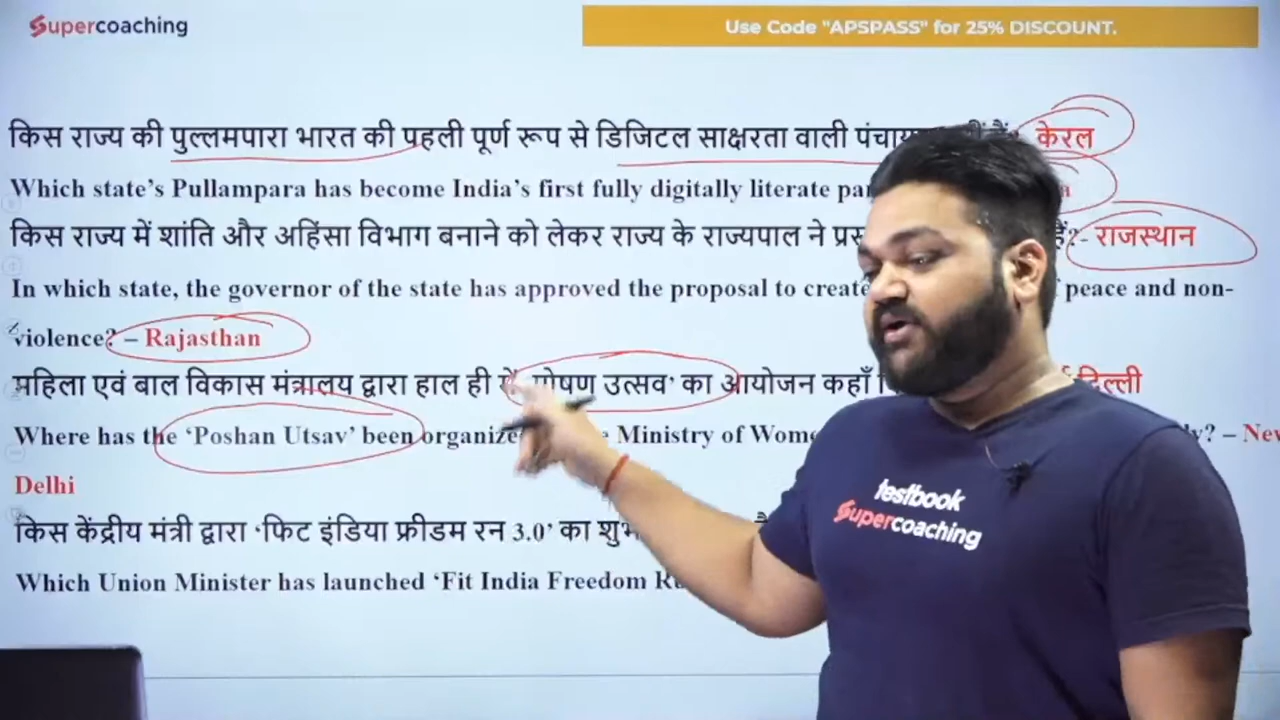 Supercoaching
Use Code "APSPASS" for 25% DISCOUNT.
किस राज्य की पुल्लमपारा भारत की पहली पूर्ण रूप से डिजिटल साक्षरता वाली केरल
Which state's Pullampara has become India's first fully digitally literate
किस राज्य में शांति और अहिंसा विभाग बनाने को लेकर राज्य के राज्यपाल ने हैं?- राजस्थान
In which state, the governor of the state has approved the proposal to create peace and non-
violence? – Rajasthan
महिला एवं बाल विकास मंत्रालय द्वारा हाल ही में पोषण उत्सव' का आयोजन कहाँ दिल्ली
Where has the 'Poshan Utsav' been Ministry of – New
Delhi
किस केंद्रीय मंत्री द्वारा 'फिट इंडिया फ्रीडम रन 3.0' का
Which Union Minister has launched 'Fit India Freedom
testbook
Supercoaching